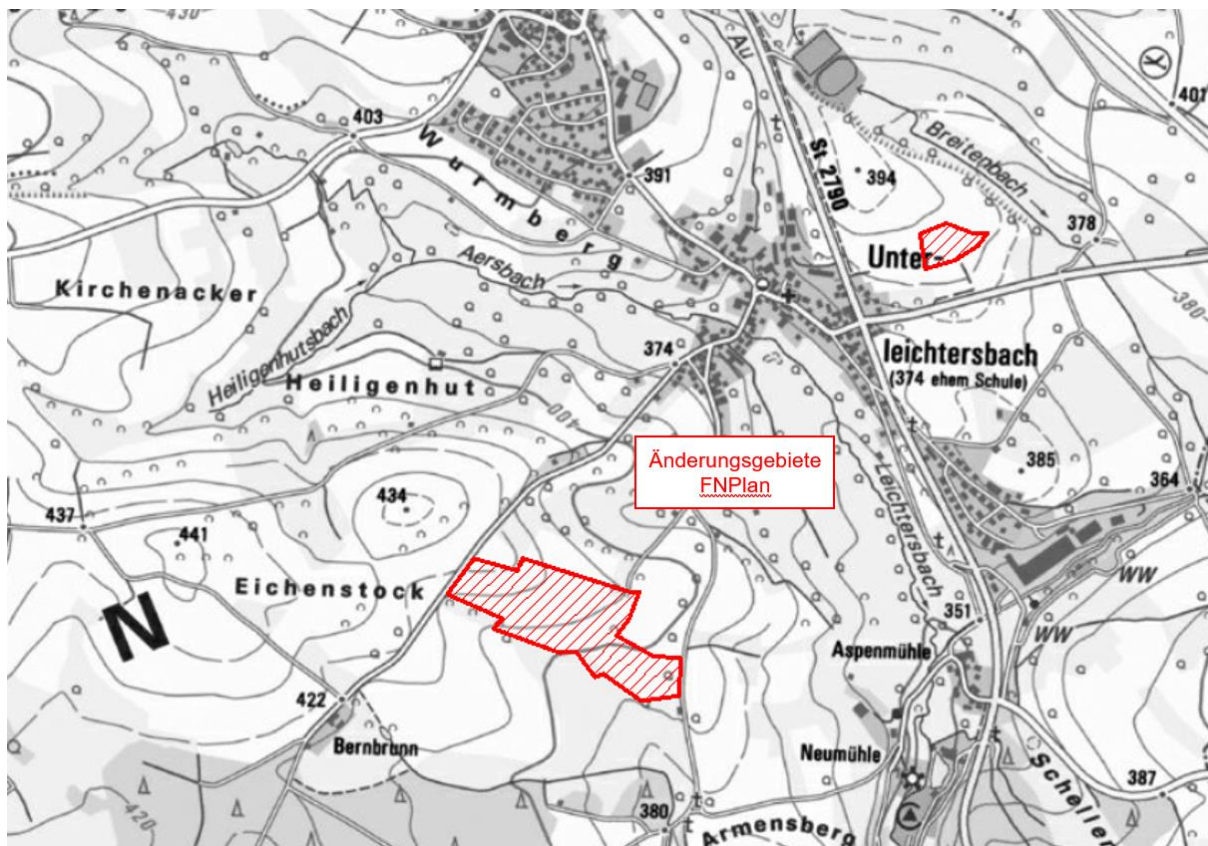 430
403
Wurmberg
391
Au
St 2790
394
Breitenbach
401
378
380
Unter-
leichtersbach
(374 ehem Schule)
Aersbach
Kirchenacker
Heiligenhutsbach
Heiligenhut
374
400
Änderungsgebiete
FNPlan
385
364
Leichtersbach
437
441
434
Eichenstock
N
WW
WW
351
Aspenmühle
422
Bernbrunn
Neumühle
Scheller
387
420
380
Armensberg